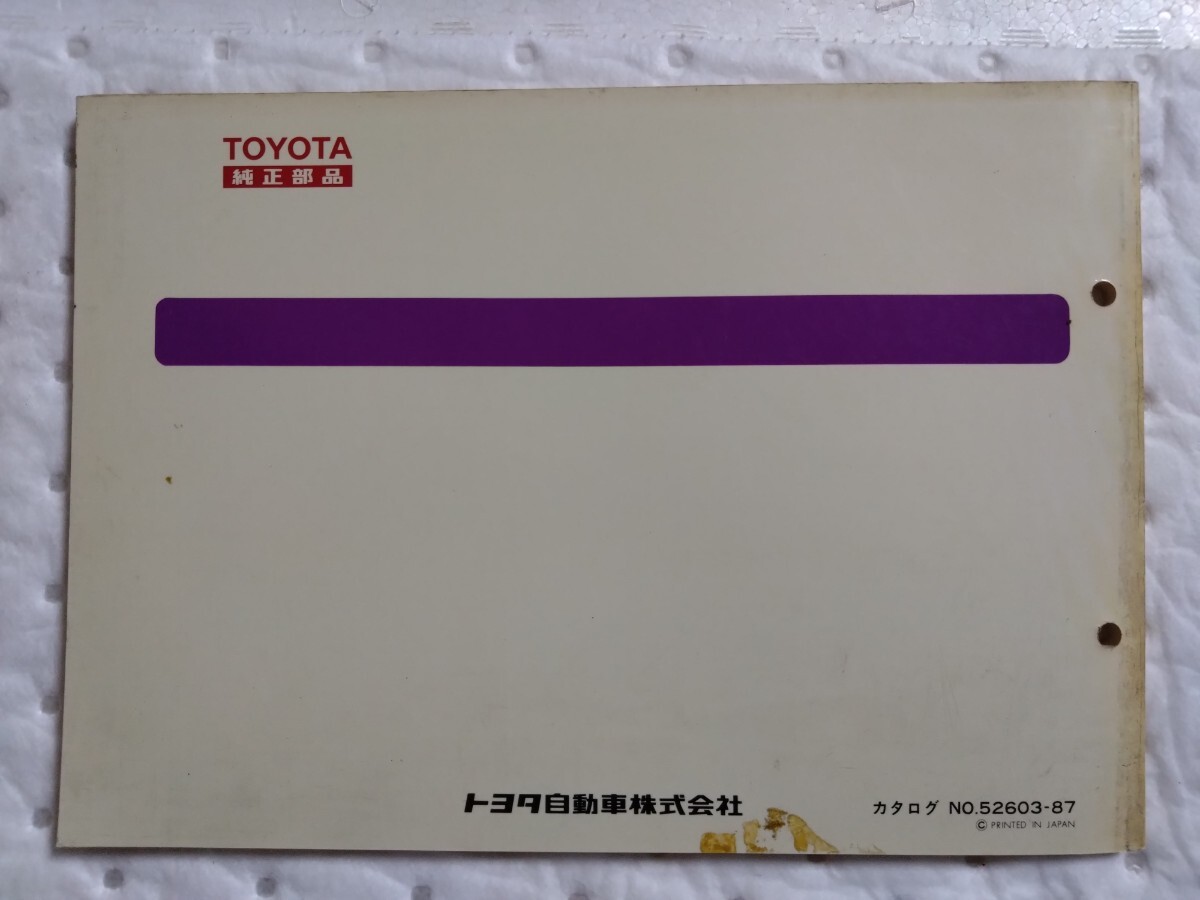 TOYOTA
純正部品
トヨタ自動車株式会社
カタログ NO.52603-87
Ⓒ PRINTED IN JAPAN